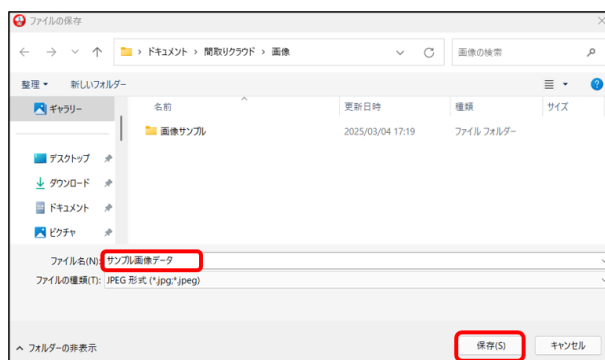 ファイルの保存
ドキュメント › 間取りクラウド › 画像
画像の検索
整理
新しいフォルダー
ギャラリー
名前
更新日時
種類
サイズ
画像サンプル
2025/03/04 17:19
ファイル フォルダー
デスクトップ
ダウンロード
ドキュメント
ピクチャ
ファイル名(N): サンプル画像データ
ファイルの種類(T): JPEG 形式 (*.jpg;*.jpeg)
フォルダーの非表示
保存(S)
キャンセル